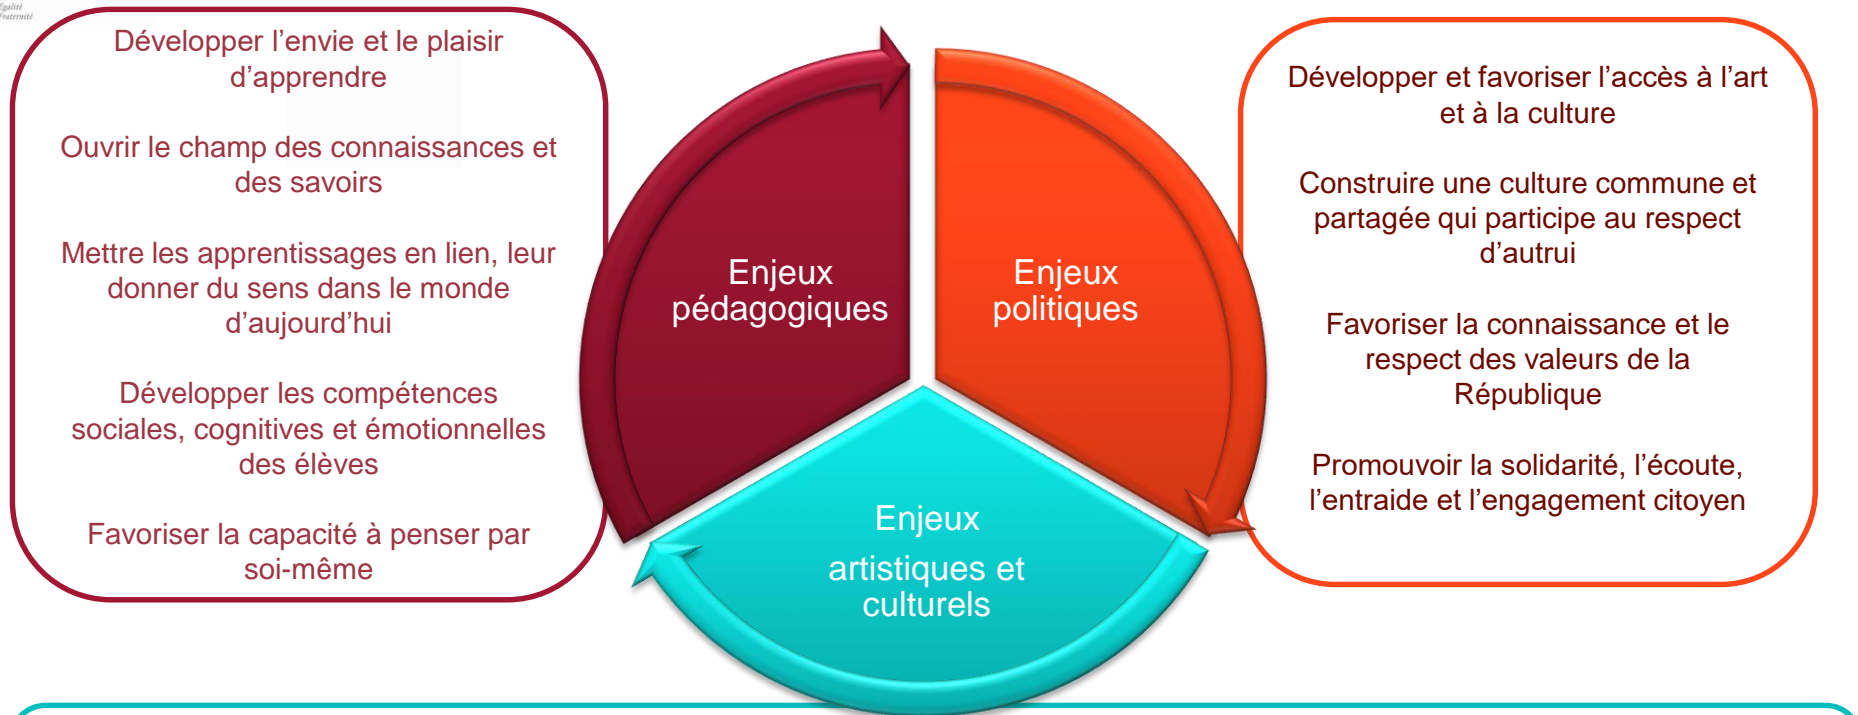 Égalité
Fraternité
Développer l’envie et le plaisir
d’apprendre
Ouvrir le champ des connaissances et
des savoirs
Mettre les apprentissages en lien, leur
donner du sens dans le monde
d’aujourd’hui
Développer les compétences
sociales, cognitives et émotionnelles
des élèves
Favoriser la capacité à penser par
soi-même
Enjeux
pédagogiques
Enjeux
politiques
Enjeux
artistiques et
culturels
Développer et favoriser l’accès à l’art
et à la culture
Construire une culture commune et
partagée qui participe au respect
d’autrui
Favoriser la connaissance et le
respect des valeurs de la
République
Promouvoir la solidarité, l’écoute,
l’entraide et l’engagement citoyen